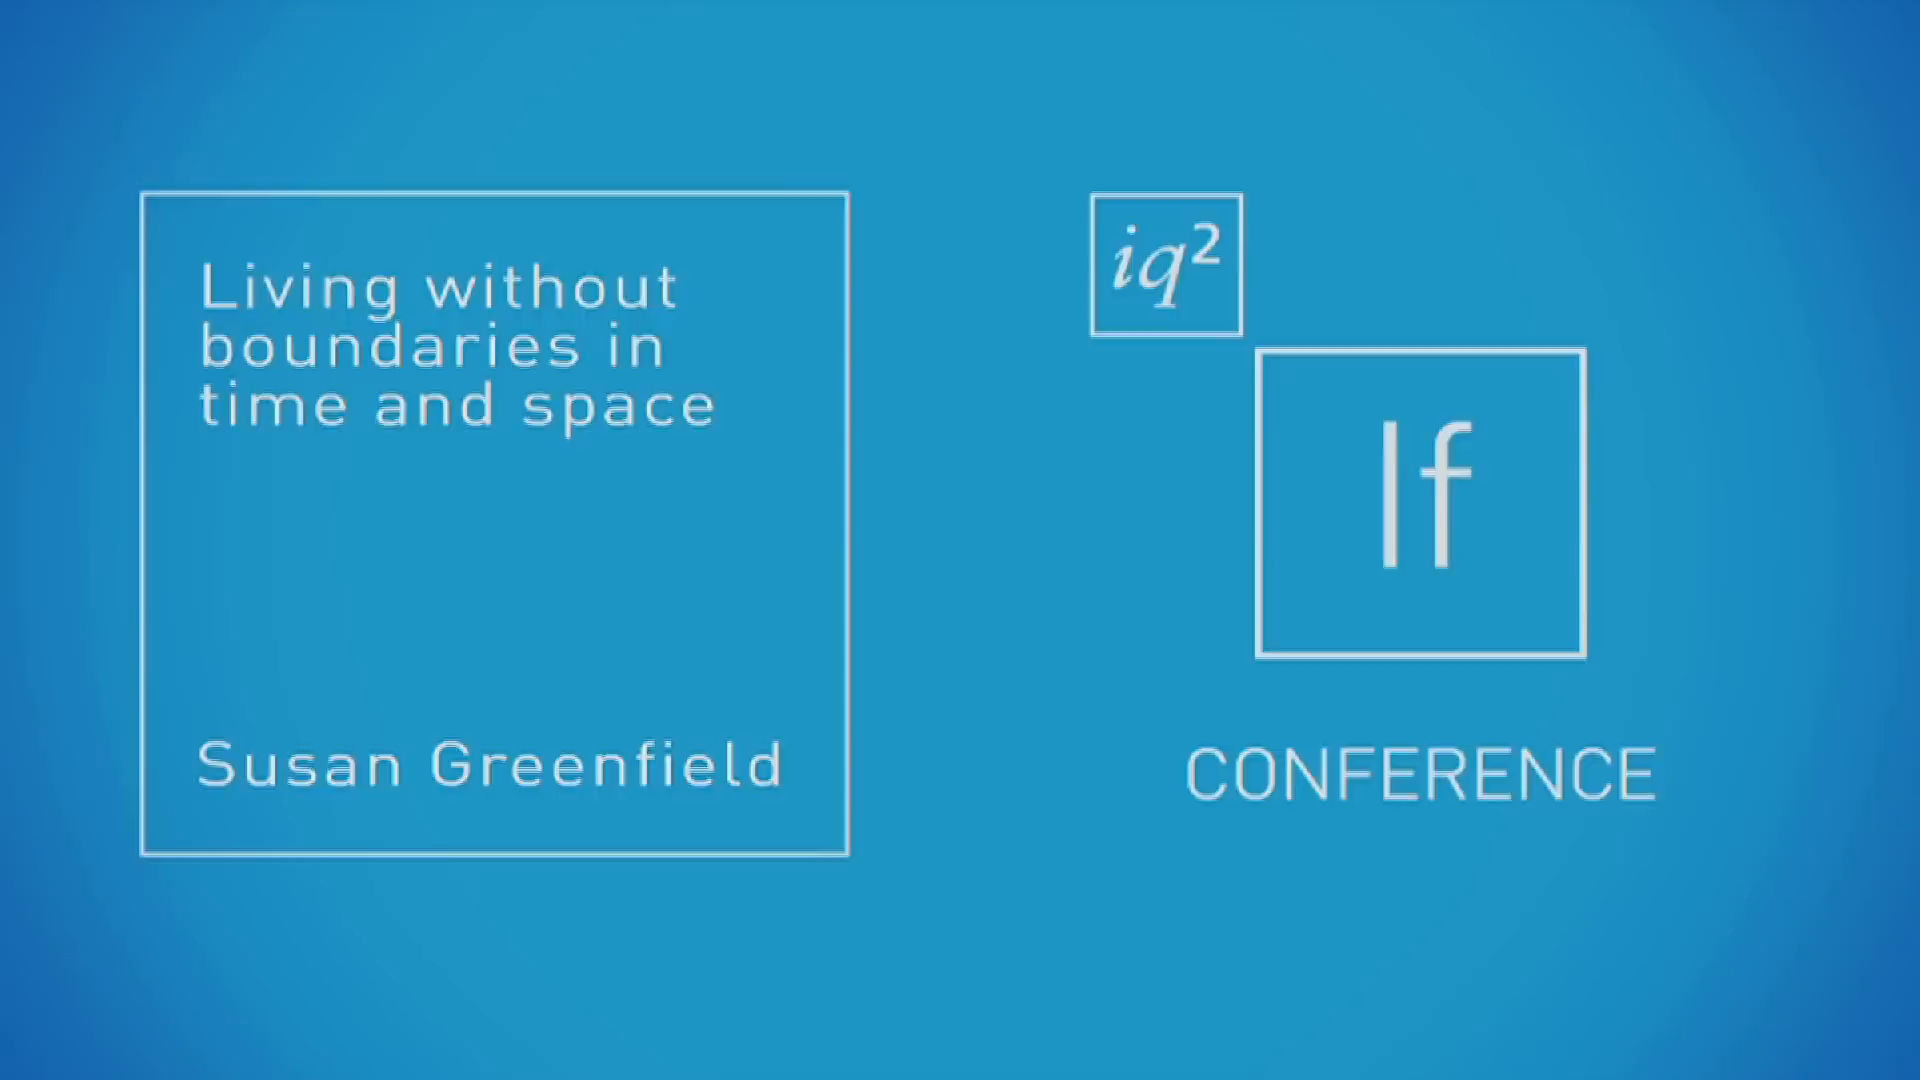 Living without
boundaries in
time and space
Susan Greenfield
iq²
If
CONFERENCE